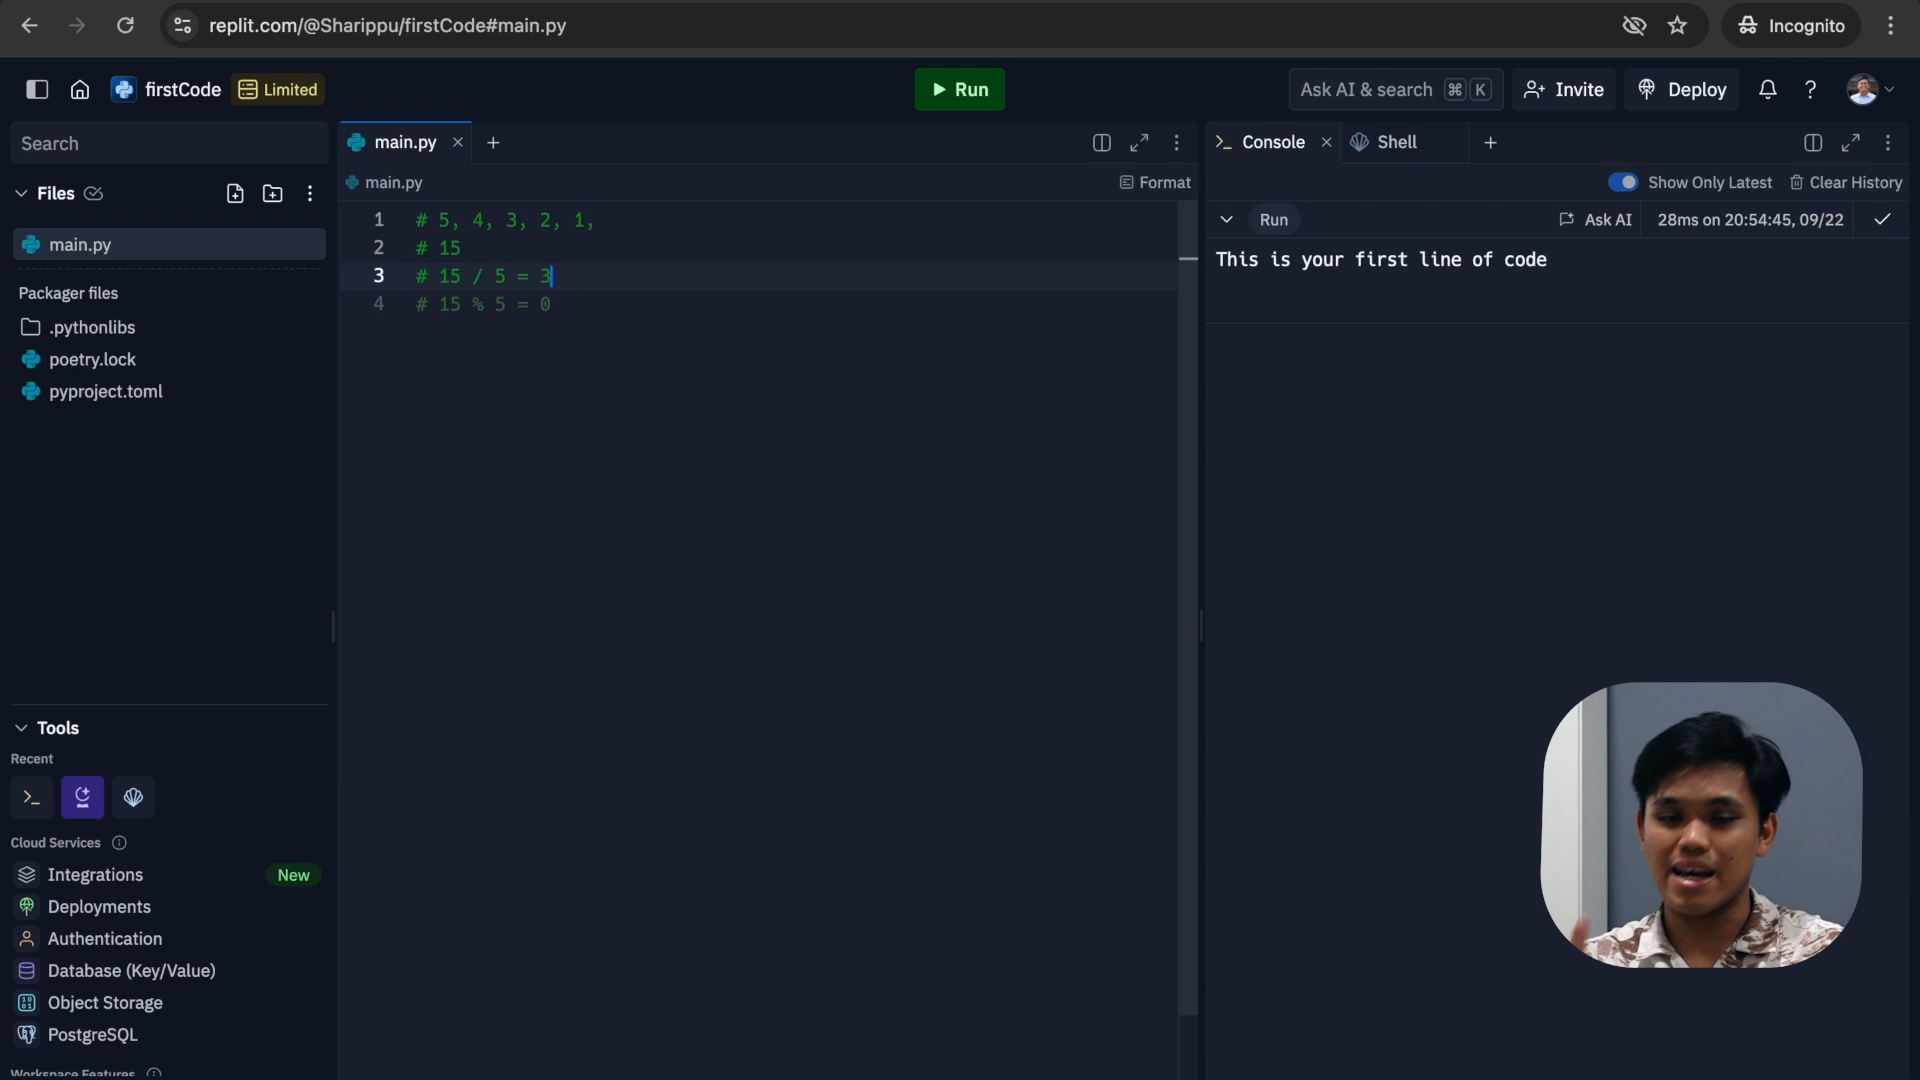 replit.com/@Sharippu/firstCode#main.py
Incognito
firstCode
Limited
Run
Ask AI & search ⌘ K
Invite
Deploy
Search
Files
main.py
Packager files
.pythonlibs
poetry.lock
pyproject.toml
Tools
Recent
Cloud Services
Integrations
New
Deployments
Authentication
Database (Key/Value)
Object Storage
PostgreSQL
Workspace Features
main.py
main.py
Format
1 # 5, 4, 3, 2, 1,
2 # 15
3 # 15 / 5 = 3
4 # 15 % 5 = 0
Console
Shell
Show Only Latest
Clear History
Run
Ask AI
28ms on 20:54:45, 09/22
This is your first line of code